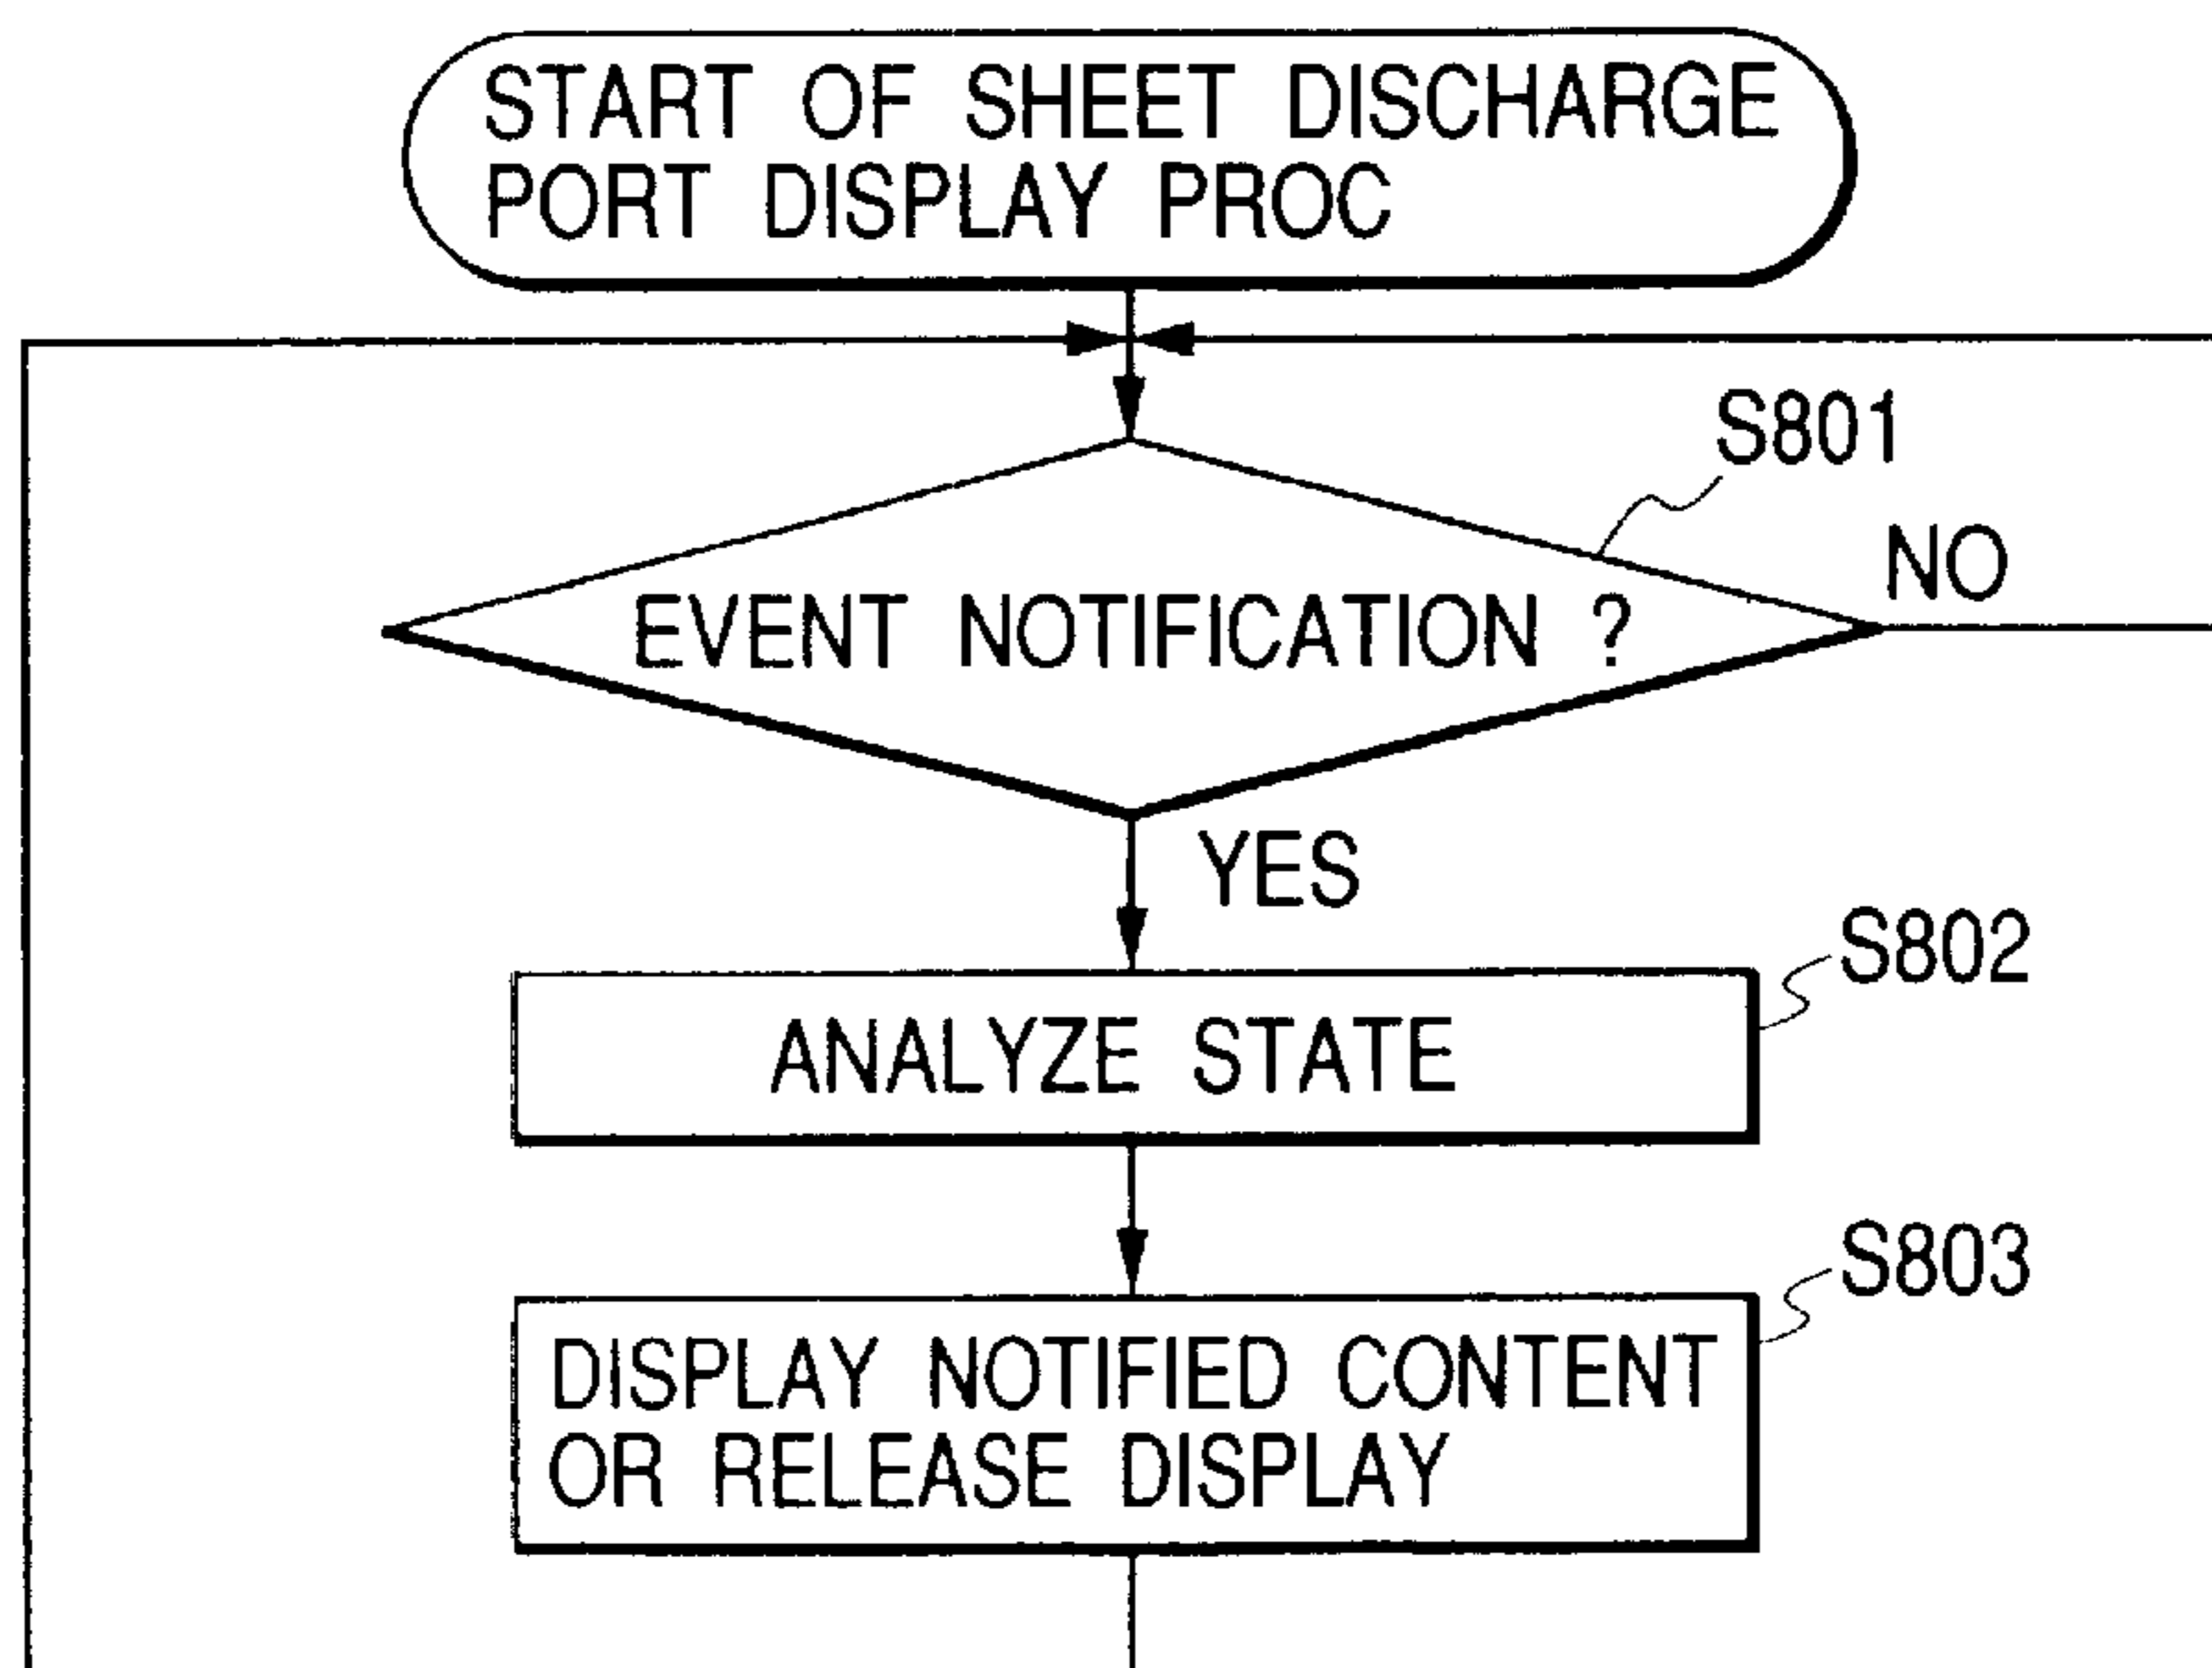 START OF SHEET DISCHARGE
PORT DISPLAY PROC
S801
NO
EVENT NOTIFICATION ?
YES
S802
ANALYZE STATE
S803
DISPLAY NOTIFIED CONTENT
OR RELEASE DISPLAY